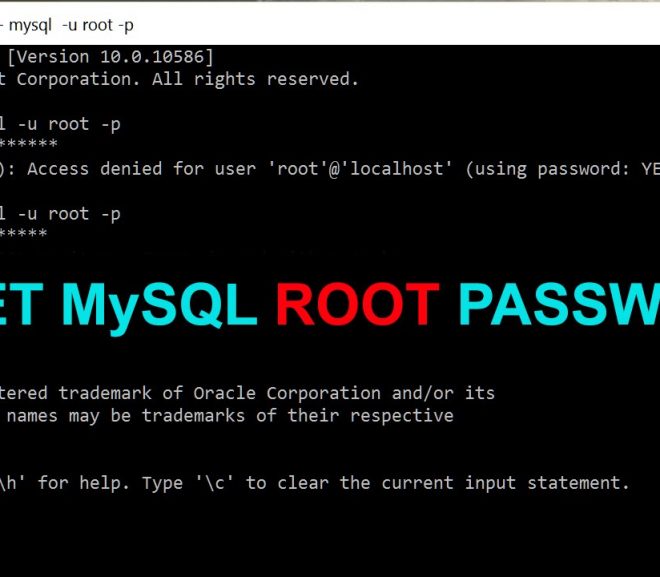 - mysql -u root -p
[Version 10.0.10586]
t Corporation. All rights reserved.
l -u root -p
******
): Access denied for user 'root'@'localhost' (using password: YE
l -u root -p
*****
ET MySQL ROOT PASSW
tered trademark of Oracle Corporation and/or its
names may be trademarks of their respective
\h' for help. Type '\c' to clear the current input statement.